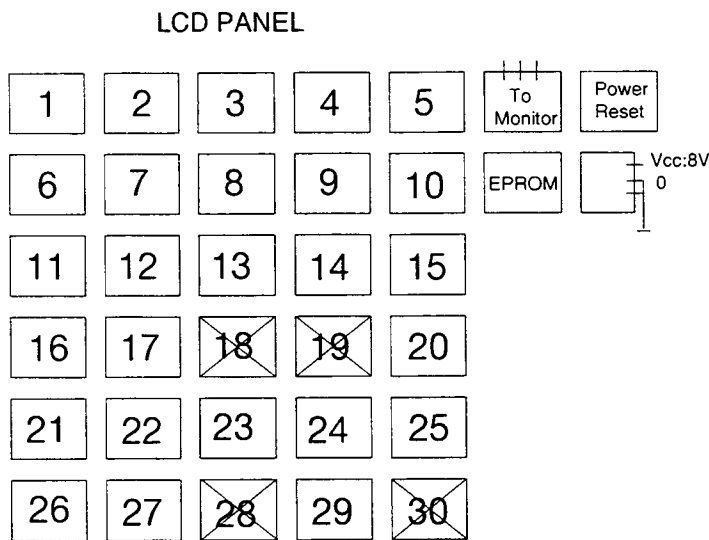 LCD PANEL
1 2 3 4 5 To Monitor Power Reset
6 7 8 9 10 EPROM Vcc:8V
0
11 12 13 14 15
16 17 18 19 20
21 22 23 24 25
26 27 28 29 30